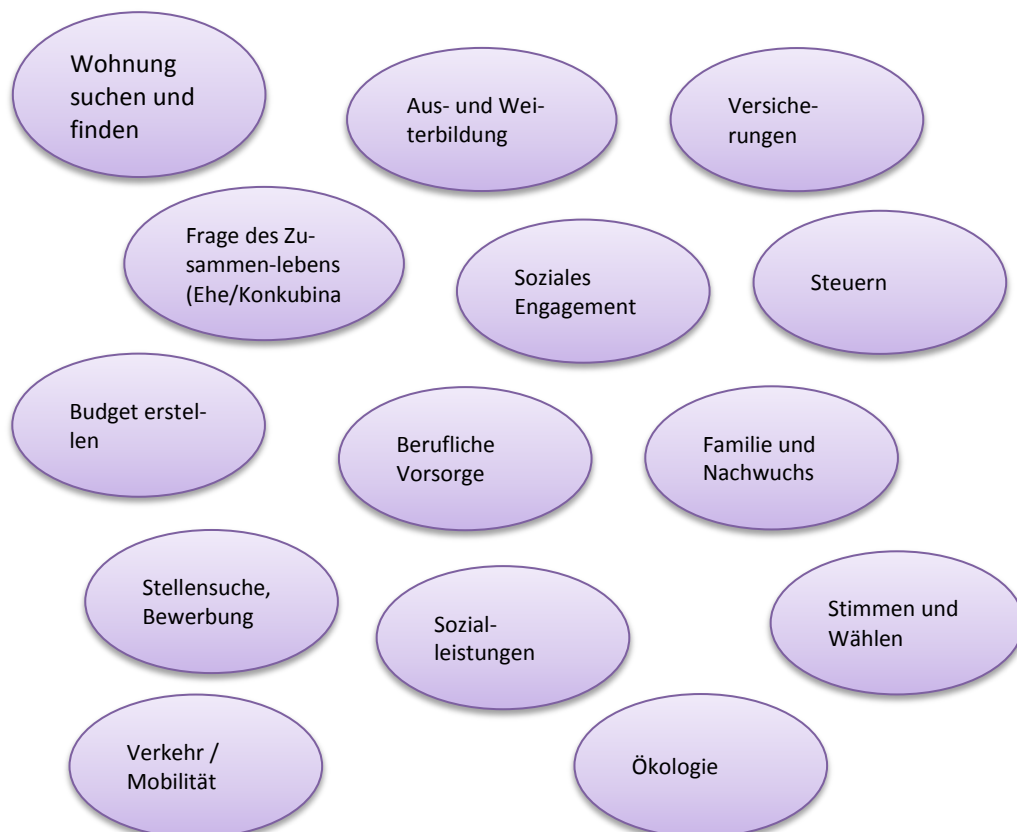 Wohnung
suchen und
finden
Aus- und Wei-
terbildung
Versiche-
rungen
Frage des Zu-
sammen-lebens
(Ehe/Konkubina
Soziales
Engagement
Steuern
Budget erstel-
len
Berufliche
Vorsorge
Familie und
Nachwuchs
Stellensuche,
Bewerbung
Sozial-
leistungen
Stimmen und
Wählen
Verkehr /
Mobilität
Ökologie